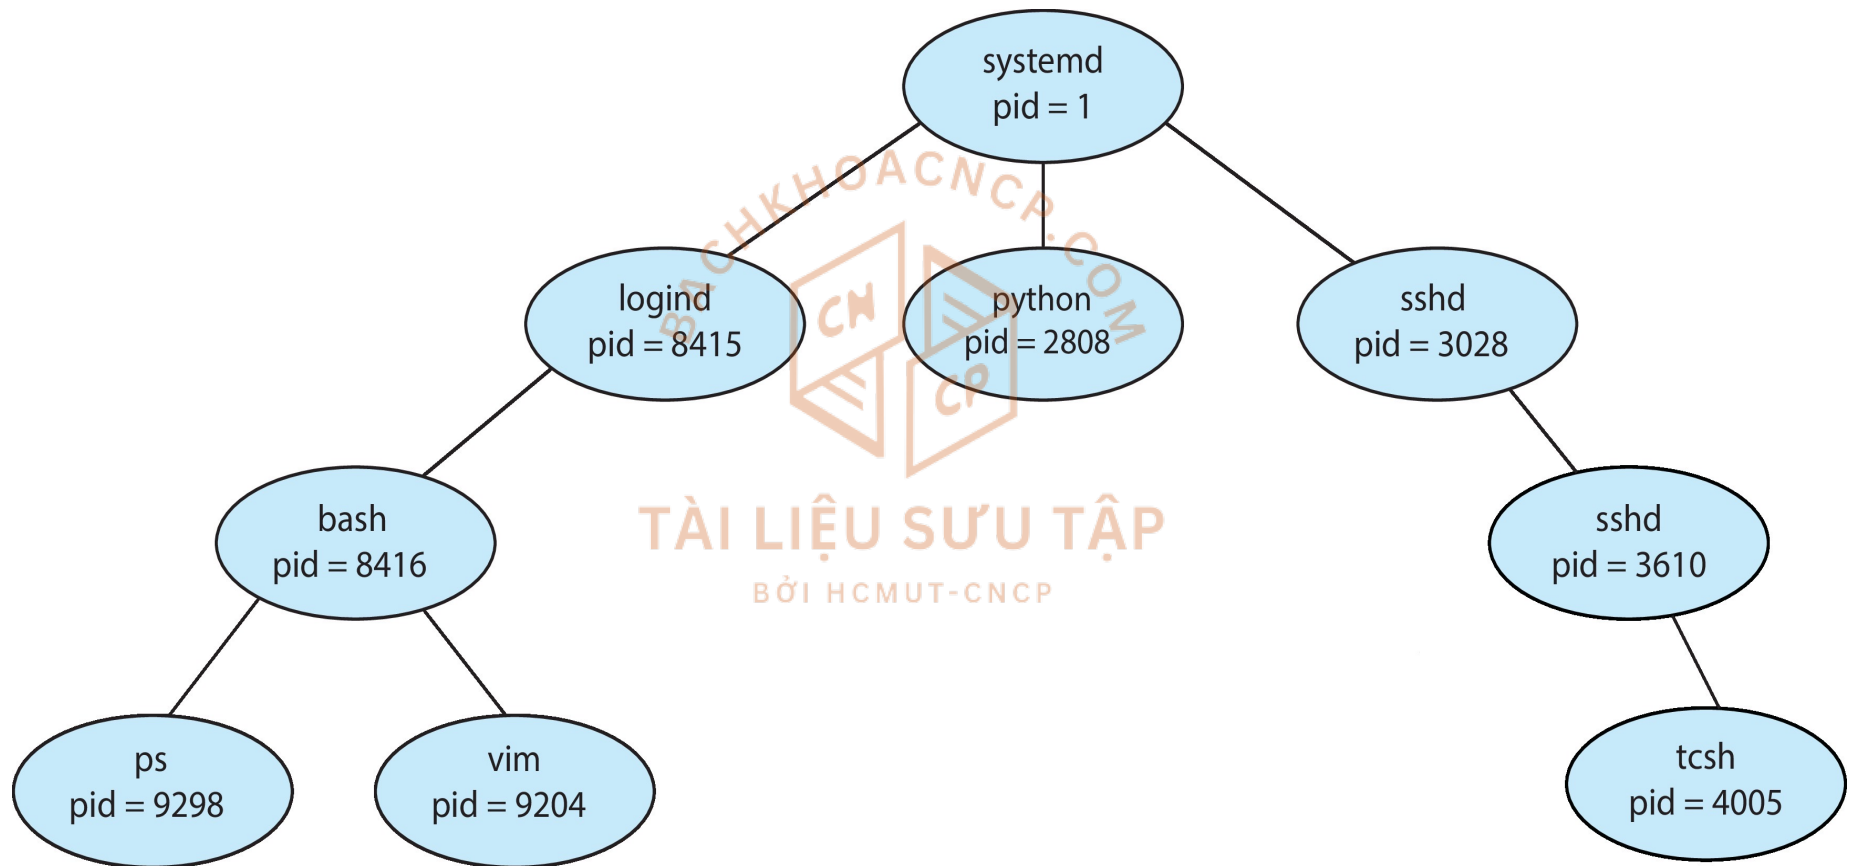 systemd
pid = 1
BACHKHOACNCP.COM
logind
pid = 8415
python
pid = 2808
sshd
pid = 3028
CN
CP
bash
pid = 8416
TÀI LIỆU SƯU TẬP
BỞI HCMUT-CNCP
sshd
pid = 3610
ps
pid = 9298
vim
pid = 9204
tcsh
pid = 4005